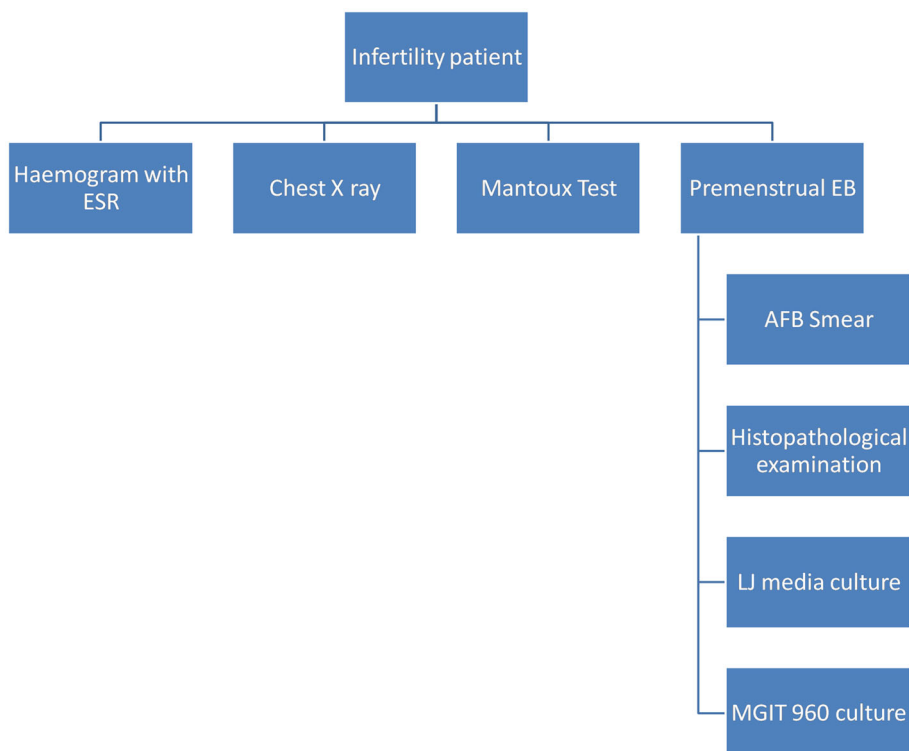 Infertility patient
Haemogram with
ESR
Chest X ray
Mantoux Test
Premenstrual EB
AFB Smear
Histopathological
examination
LJ media culture
MGIT 960 culture